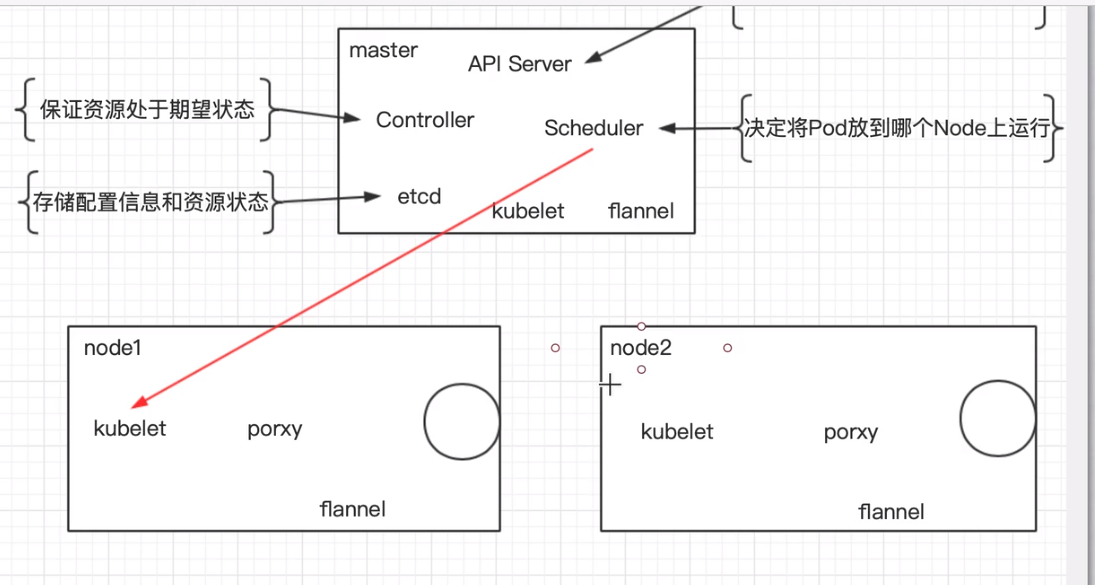 master
API Server
保证资源处于期望状态
Controller
Scheduler
决定将Pod放到哪个Node上运行
存储配置信息和资源状态
etcd
kubelet
flannel
node1
kubelet
porxy
flannel
node2
kubelet
porxy
flannel